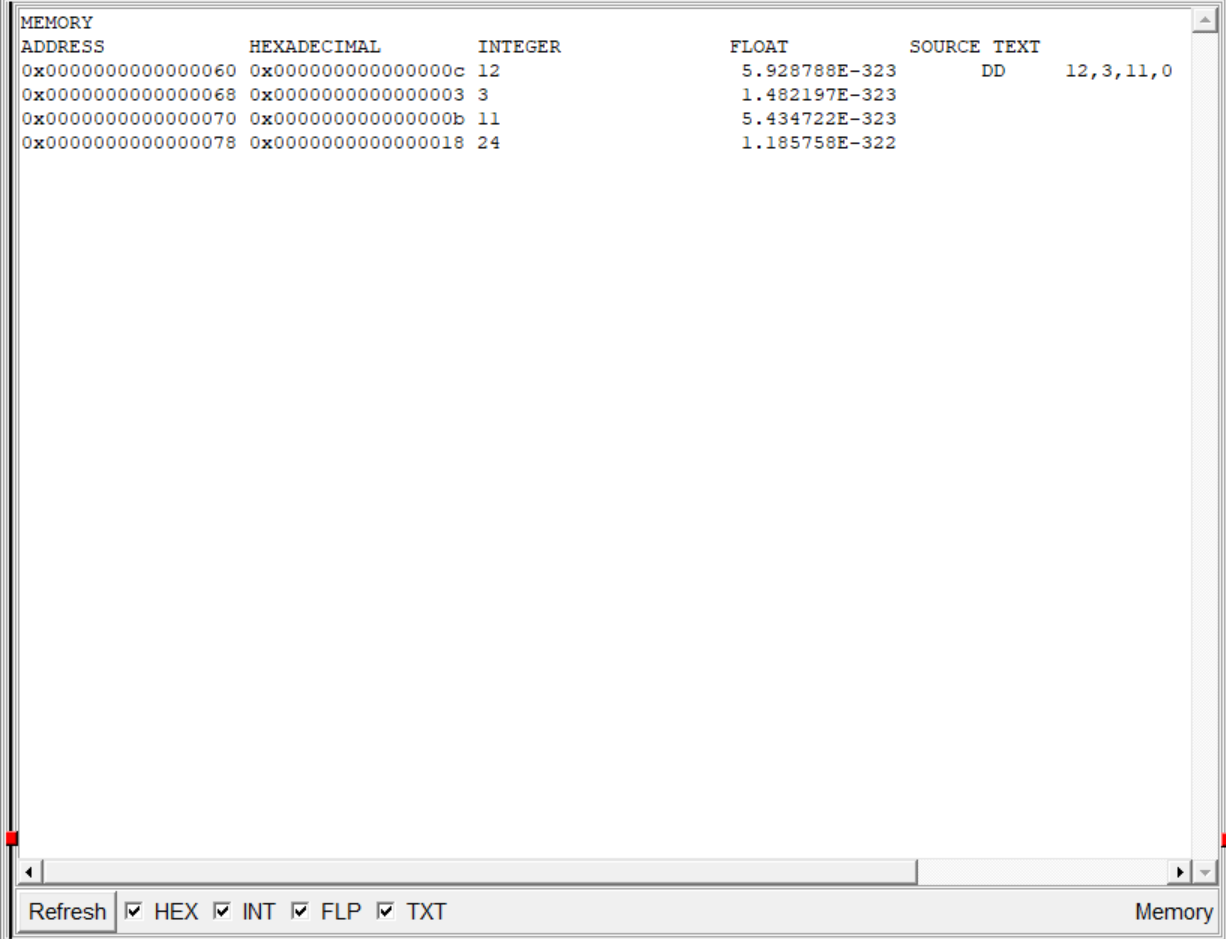 MEMORY
ADDRESS HEXADECIMAL INTEGER FLOAT SOURCE TEXT
0x0000000000000060 0x000000000000000c 12 5.928788E-323 DD 12,3,11,0
0x0000000000000068 0x0000000000000003 3 1.482197E-323
0x0000000000000070 0x000000000000000b 11 5.434722E-323
0x0000000000000078 0x0000000000000018 24 1.185758E-322
Refresh HEX INT FLP TXT Memory